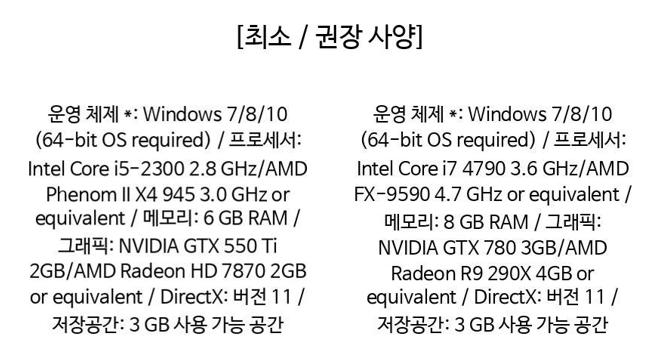 [최소 / 권장 사양]
운영 체제 *: Windows 7/8/10
(64-bit OS required) / 프로세서:
Intel Core i5-2300 2.8 GHz/AMD
Phenom II X4 945 3.0 GHz or
equivalent / 메모리: 6 GB RAM /
그래픽: NVIDIA GTX 550 Ti
2GB/AMD Radeon HD 7870 2GB
or equivalent / DirectX: 버전 11 /
저장공간: 3 GB 사용 가능 공간
운영 체제 *: Windows 7/8/10
(64-bit OS required) / 프로세서:
Intel Core i7 4790 3.6 GHz/AMD
FX-9590 4.7 GHz or equivalent /
메모리: 8 GB RAM / 그래픽:
NVIDIA GTX 780 3GB/AMD
Radeon R9 290X 4GB or
equivalent / DirectX: 버전 11 /
저장공간: 3 GB 사용 가능 공간